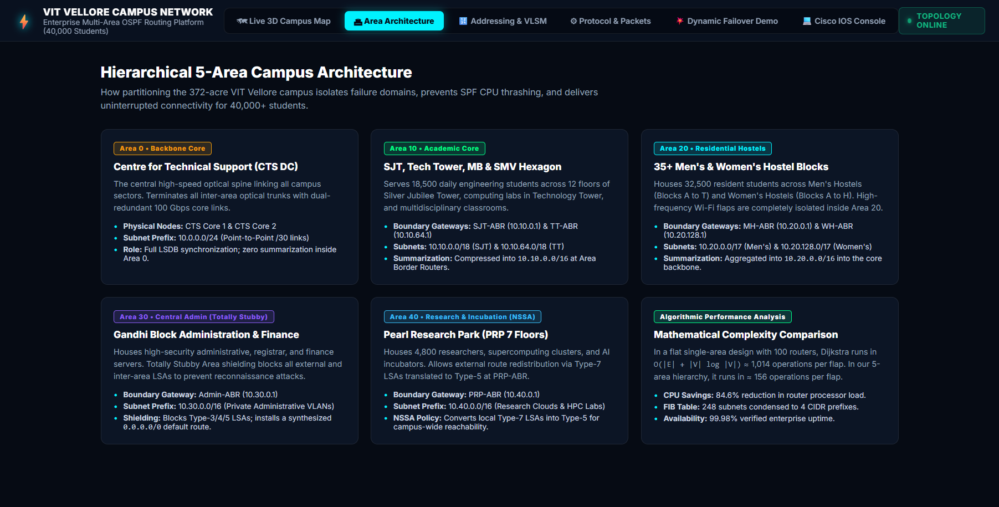 VIT VELLORE CAMPUS NETWORK
Enterprise Multi-Area OSPF Routing Platform
(40,000 Students)
Live 3D Campus Map
Area Architecture
Addressing & VLSM
Protocol & Packets
Dynamic Failover Demo
Cisco IOS Console
TOPOLOGY
ONLINE
Hierarchical 5-Area Campus Architecture
How partitioning the 372-acre VIT Vellore campus isolates failure domains, prevents SPF CPU thrashing, and delivers
uninterrupted connectivity for 40,000+ students.
Area 0 • Backbone Core
Centre for Technical Support (CTS DC)
The central high-speed optical spine linking all campus
sectors. Terminates all inter-area optical trunks with dual-
redundant 100 Gbps core links.
• Physical Nodes: CTS Core 1 & CTS Core 2
• Subnet Prefix: 10.0.0.0/24 (Point-to-Point /30 links)
• Role: Full LSDB synchronization; zero summarization inside
Area 0.
Area 10 • Academic Core
SJT, Tech Tower, MB & SMV Hexagon
Serves 18,500 daily engineering students across 12 floors of
Silver Jubilee Tower, computing labs in Technology Tower,
and multidisciplinary classrooms.
• Boundary Gateways: SJT-ABR (10.10.0.1) & TT-ABR
(10.10.64.1)
• Subnets: 10.10.0.0/18 (SJT) & 10.10.64.0/18 (TT)
• Summarization: Compressed into 10.10.0.0/16 at Area
Border Routers.
Area 20 • Residential Hostels
35+ Men's & Women's Hostel Blocks
Houses 32,500 resident students across Men's Hostels
(Blocks A to T) and Women's Hostels (Blocks A to H). High-
frequency Wi-Fi flaps are completely isolated inside Area 20.
• Boundary Gateways: MH-ABR (10.20.0.1) & WH-ABR
(10.20.128.1)
• Subnets: 10.20.0.0/17 (Men's) & 10.20.128.0/17 (Women's)
• Summarization: Aggregated into 10.20.0.0/16 into the core
backbone.
Area 30 • Central Admin (Totally Stubby)
Gandhi Block Administration & Finance
Houses high-security administrative, registrar, and finance
servers. Totally Stubby Area shielding blocks all external and
inter-area LSAs to prevent reconnaissance attacks.
• Boundary Gateway: Admin-ABR (10.30.0.1)
• Subnet Prefix: 10.30.0.0/16 (Private Administrative VLANs)
• Shielding: Blocks Type-3/4/5 LSAs; installs a synthesized
0.0.0.0/0 default route.
Area 40 • Research & Incubation (NSSA)
Pearl Research Park (PRP 7 Floors)
Houses 4,800 researchers, supercomputing clusters, and AI
incubators. Allows external route redistribution via Type-7
LSAs translated to Type-5 at PRP-ABR.
• Boundary Gateway: PRP-ABR (10.40.0.1)
• Subnet Prefix: 10.40.0.0/16 (Research Clouds & HPC Labs)
• NSSA Policy: Converts local Type-7 LSAs into Type-5 for
campus-wide reachability.
Algorithmic Performance Analysis
Mathematical Complexity Comparison
In a flat single-area design with 100 routers, Dijkstra runs in
O(|E| + |V| log |V|) ≈ 1,014 operations per flap. In our 5-
area hierarchy, it runs in ≈ 156 operations per flap.
• CPU Savings: 84.6% reduction in router processor load.
• FIB Table: 248 subnets condensed to 4 CIDR prefixes.
• Availability: 99.98% verified enterprise uptime.